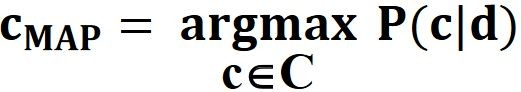 c_MAP = argmax P(c|d)
c∈C